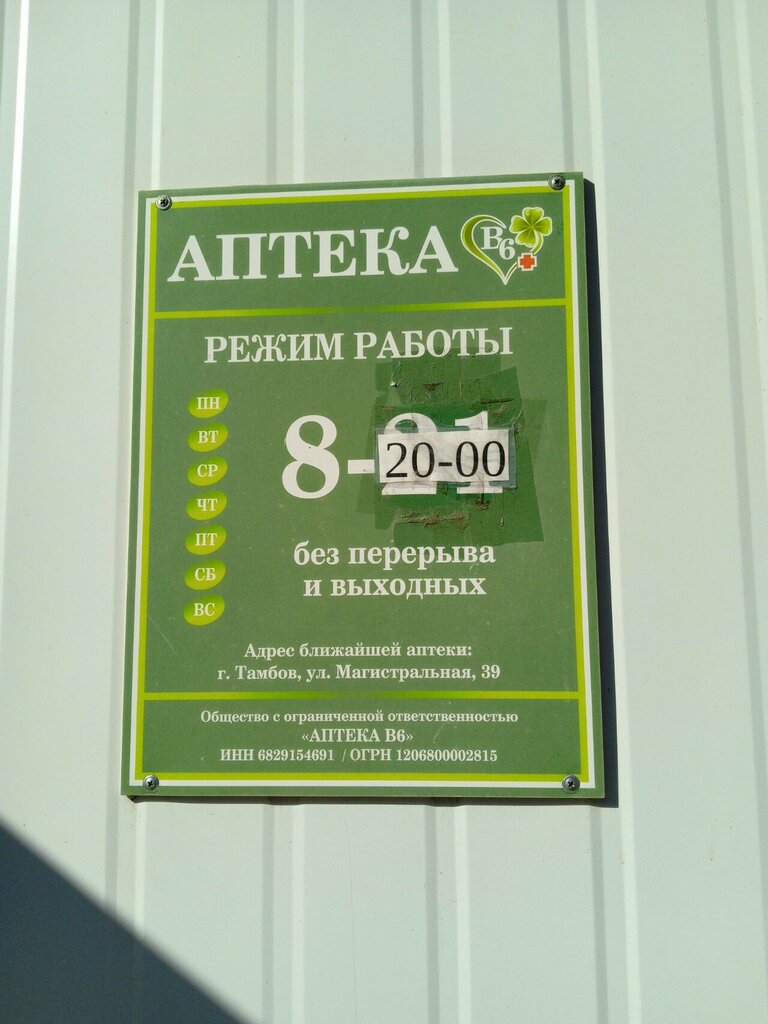 АПТЕКА В6
РЕЖИМ РАБОТЫ
ПН
ВТ
СР
ЧТ
ПТ
СБ
ВС
8-20-00
без перерыва
и выходных
Адрес ближайшей аптеки:
г. Тамбов, ул. Магистральная, 39
Общество с ограниченной ответственностью
«АПТЕКА В6»
ИНН 6829154691 / ОГРН 1206800002815